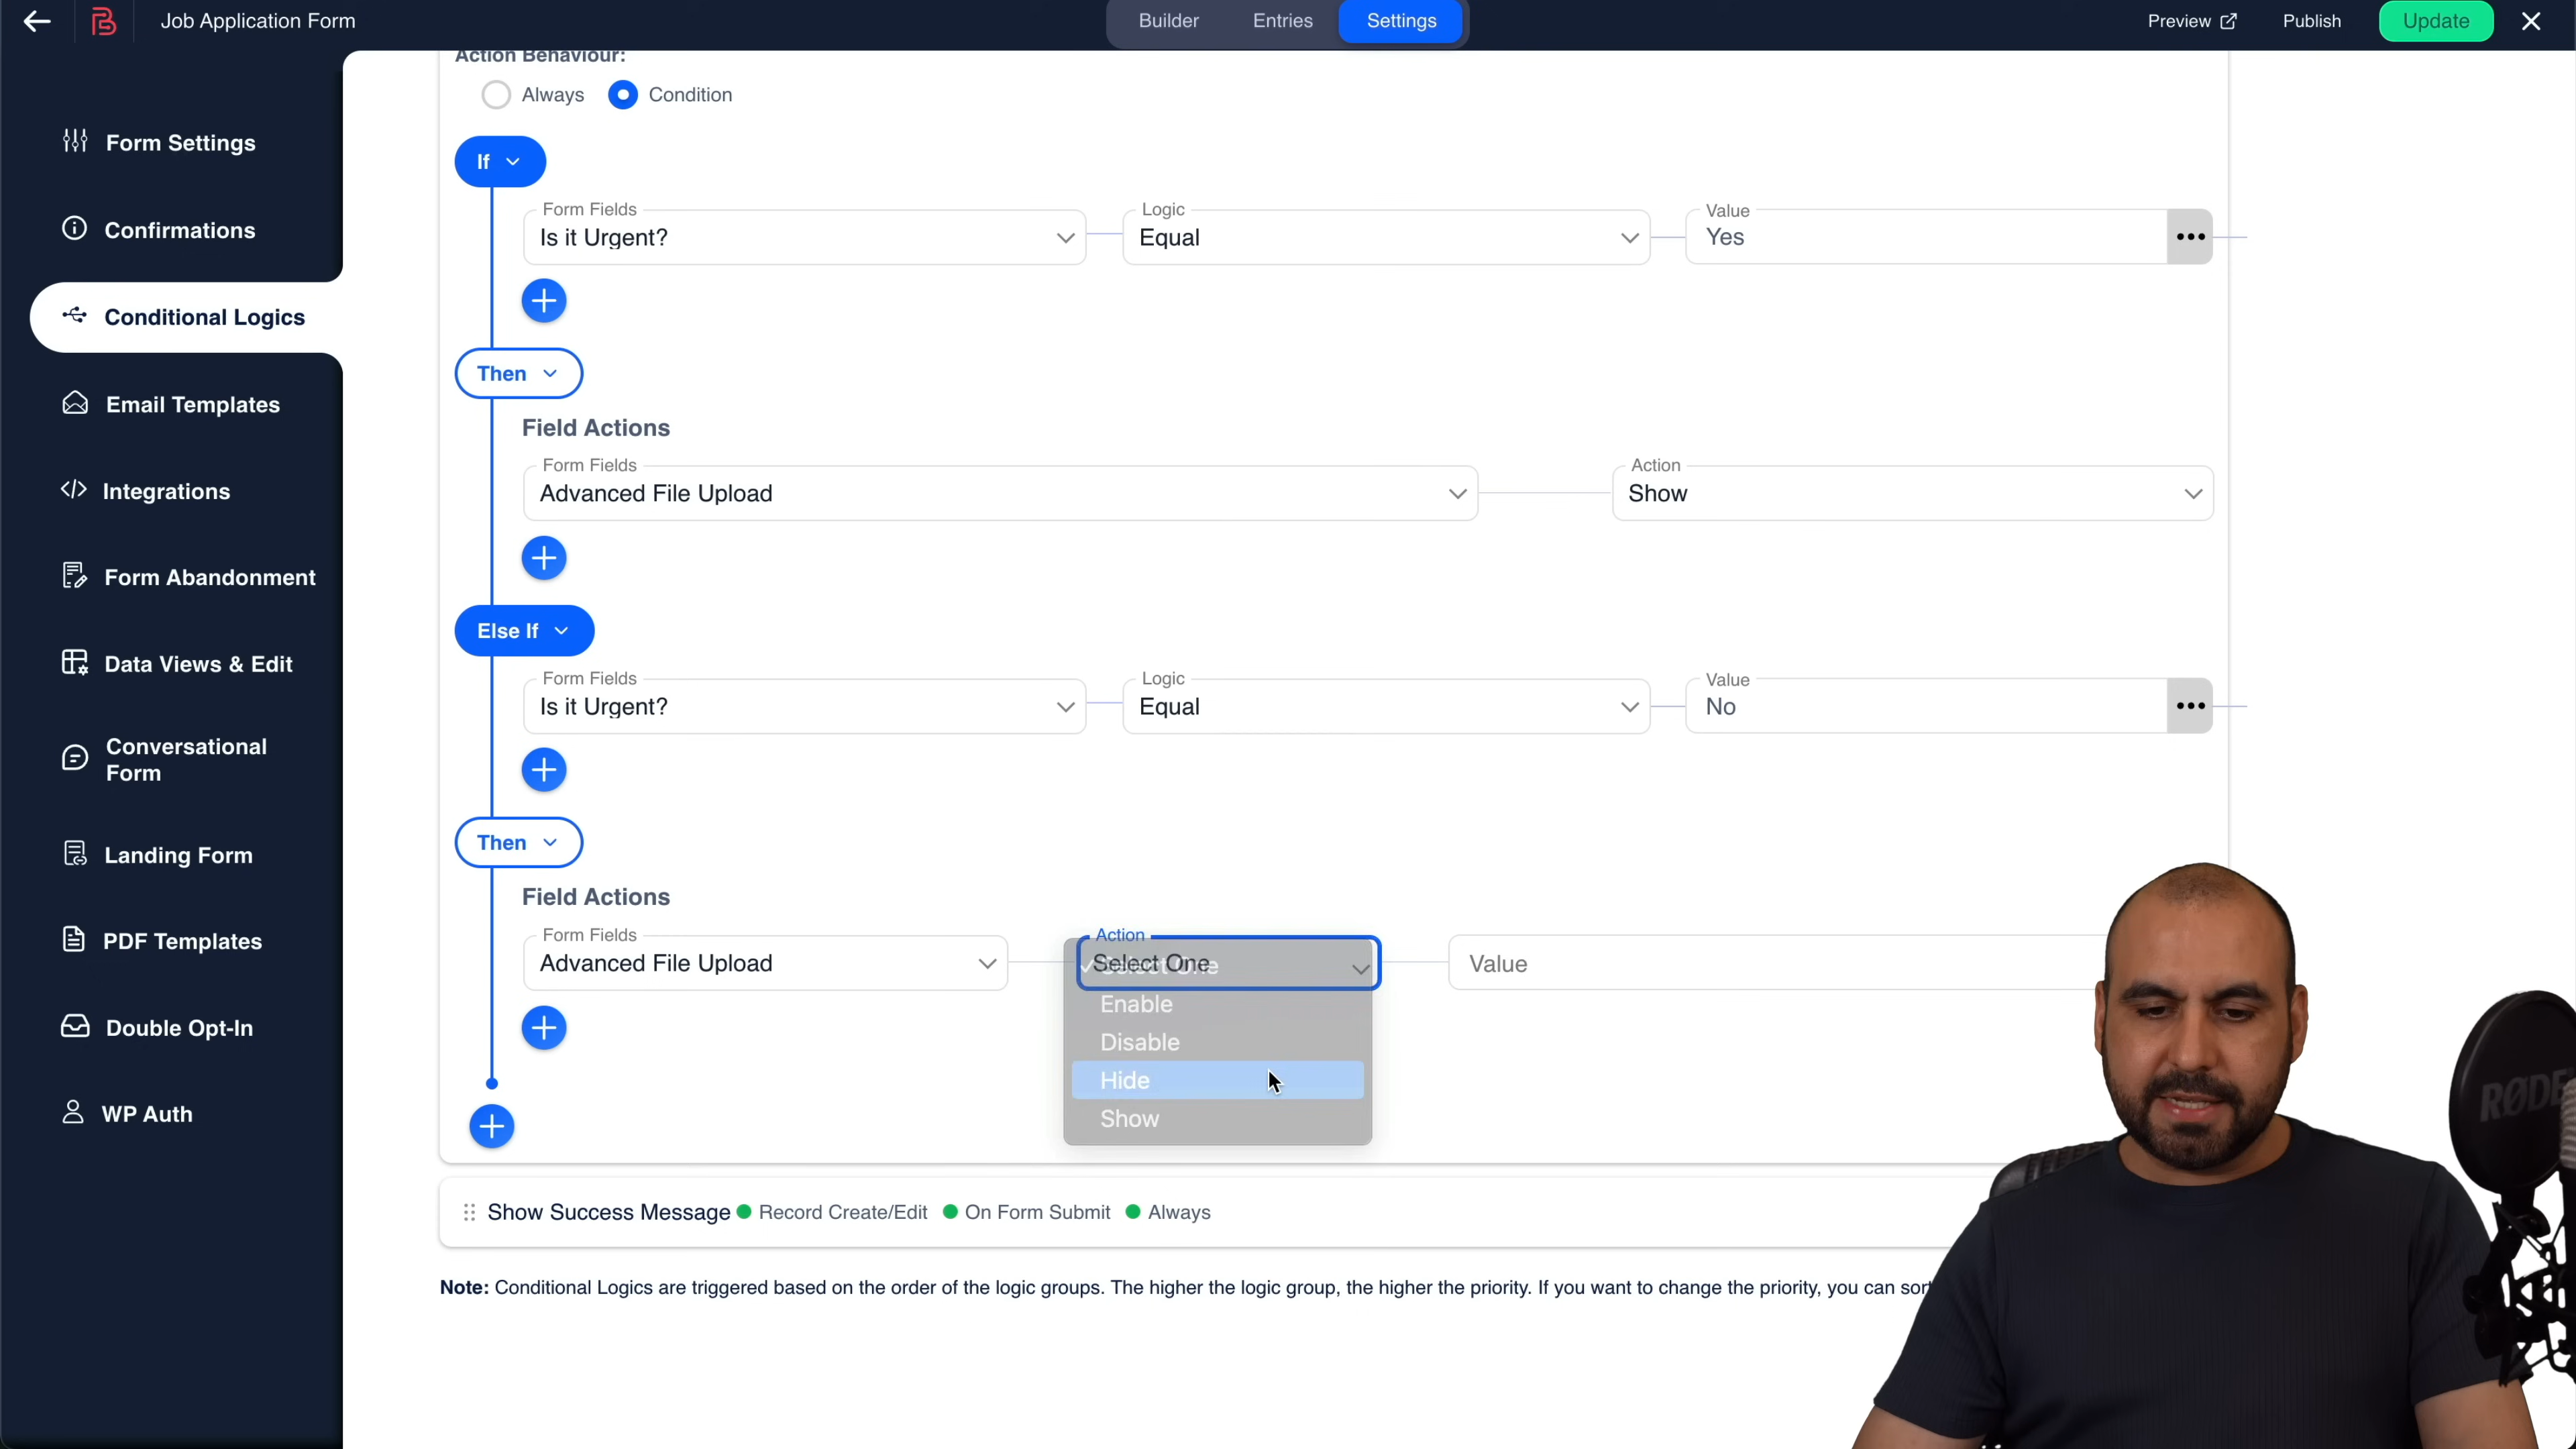 Job Application Form
Builder
Entries
Settings
Preview
Publish
Update
Form Settings
Confirmations
Conditional Logics
Email Templates
Integrations
Form Abandonment
Data Views & Edit
Conversational
Form
Landing Form
PDF Templates
Double Opt-In
WP Auth
Action Behaviour:
Always
Condition
If
Form Fields
Is it Urgent?
Logic
Equal
Value
Yes
Then
Field Actions
Form Fields
Advanced File Upload
Action
Show
Else If
Form Fields
Is it Urgent?
Logic
Equal
Value
No
Then
Field Actions
Form Fields
Advanced File Upload
Action
Select One
Select One
Enable
Disable
Hide
Show
Value
Show Success Message Record Create/Edit On Form Submit Always
Note: Conditional Logics are triggered based on the order of the logic groups. The higher the logic group, the higher the priority. If you want to change the priority, you can sort
RØDE